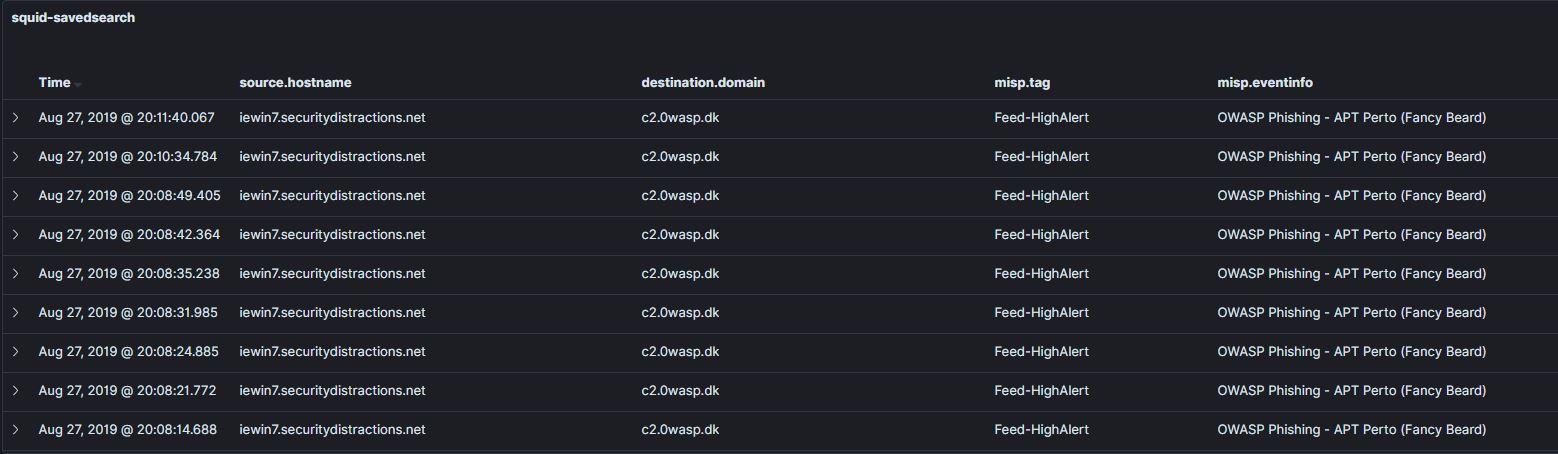 squid-savedsearch
Time source.hostname destination.domain misp.tag misp.eventinfo
Aug 27, 2019 @ 20:11:40.067 iewin7.securitydistractions.net c2.0wasp.dk Feed-HighAlert OWASP Phishing - APT Perto (Fancy Beard)
Aug 27, 2019 @ 20:10:34.784 iewin7.securitydistractions.net c2.0wasp.dk Feed-HighAlert OWASP Phishing - APT Perto (Fancy Beard)
Aug 27, 2019 @ 20:08:49.405 iewin7.securitydistractions.net c2.0wasp.dk Feed-HighAlert OWASP Phishing - APT Perto (Fancy Beard)
Aug 27, 2019 @ 20:08:42.364 iewin7.securitydistractions.net c2.0wasp.dk Feed-HighAlert OWASP Phishing - APT Perto (Fancy Beard)
Aug 27, 2019 @ 20:08:35.238 iewin7.securitydistractions.net c2.0wasp.dk Feed-HighAlert OWASP Phishing - APT Perto (Fancy Beard)
Aug 27, 2019 @ 20:08:31.985 iewin7.securitydistractions.net c2.0wasp.dk Feed-HighAlert OWASP Phishing - APT Perto (Fancy Beard)
Aug 27, 2019 @ 20:08:24.885 iewin7.securitydistractions.net c2.0wasp.dk Feed-HighAlert OWASP Phishing - APT Perto (Fancy Beard)
Aug 27, 2019 @ 20:08:21.772 iewin7.securitydistractions.net c2.0wasp.dk Feed-HighAlert OWASP Phishing - APT Perto (Fancy Beard)
Aug 27, 2019 @ 20:08:14.688 iewin7.securitydistractions.net c2.0wasp.dk Feed-HighAlert OWASP Phishing - APT Perto (Fancy Beard)